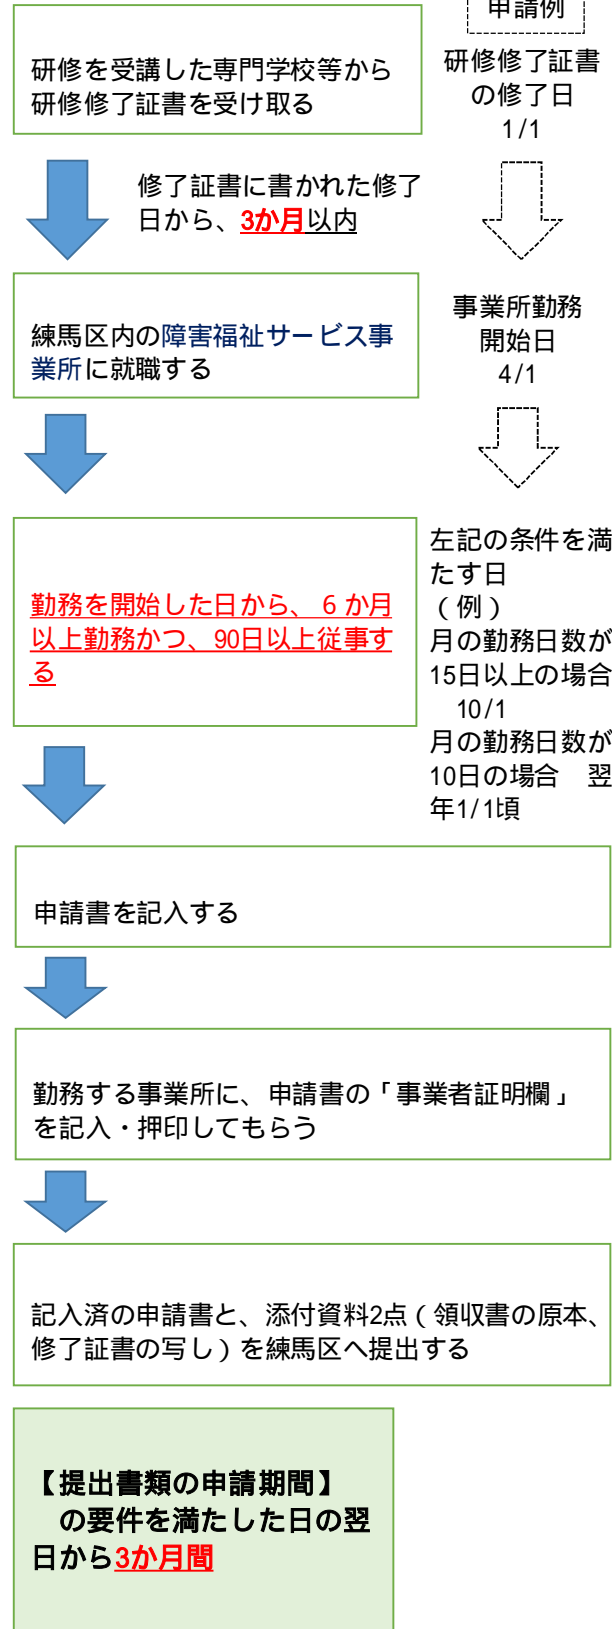 申請例
研修を受講した専門学校等から
研修修了証書を受け取る
研修修了証書
の修了日
1/1
修了証書に書かれた修了
日から、3か月以内
練馬区内の障害福祉サービス事
業所に就職する
事業所勤務
開始日
4/1
勤務を開始した日から、６か月
以上勤務かつ、90日以上従事す
る
左記の条件を満
たす日
（例）
月の勤務日数が
15日以上の場合
10/1
月の勤務日数が
10日の場合　翌
年1/1頃
申請書を記入する
勤務する事業所に、申請書の「事業者証明欄」
を記入・押印してもらう
記入済の申請書と、添付資料2点（領収書の原本、
修了証書の写し）を練馬区へ提出する
【提出書類の申請期間】
の要件を満たした日の翌
日から3か月間